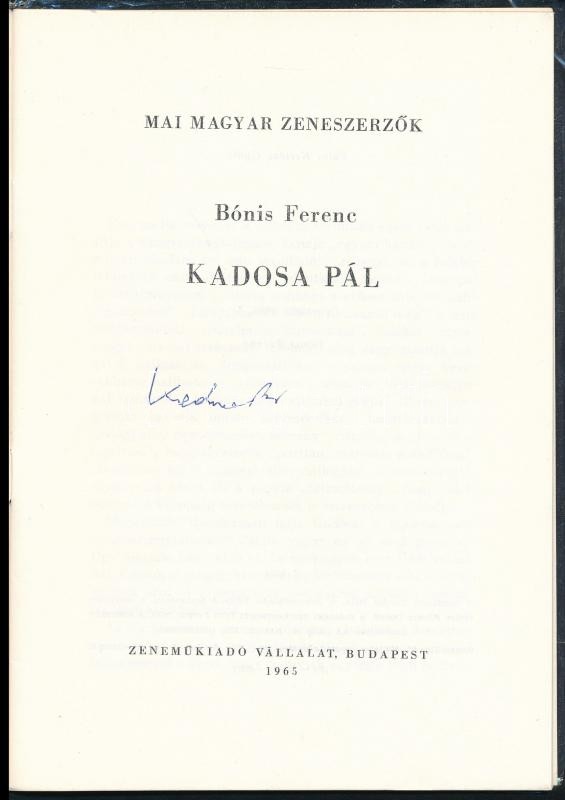 MAI MAGYAR ZENESZERZŐK
Bónis Ferenc
KADOSA PÁL
ZENEMŰKIADÓ VÁLLALAT, BUDAPEST
1965